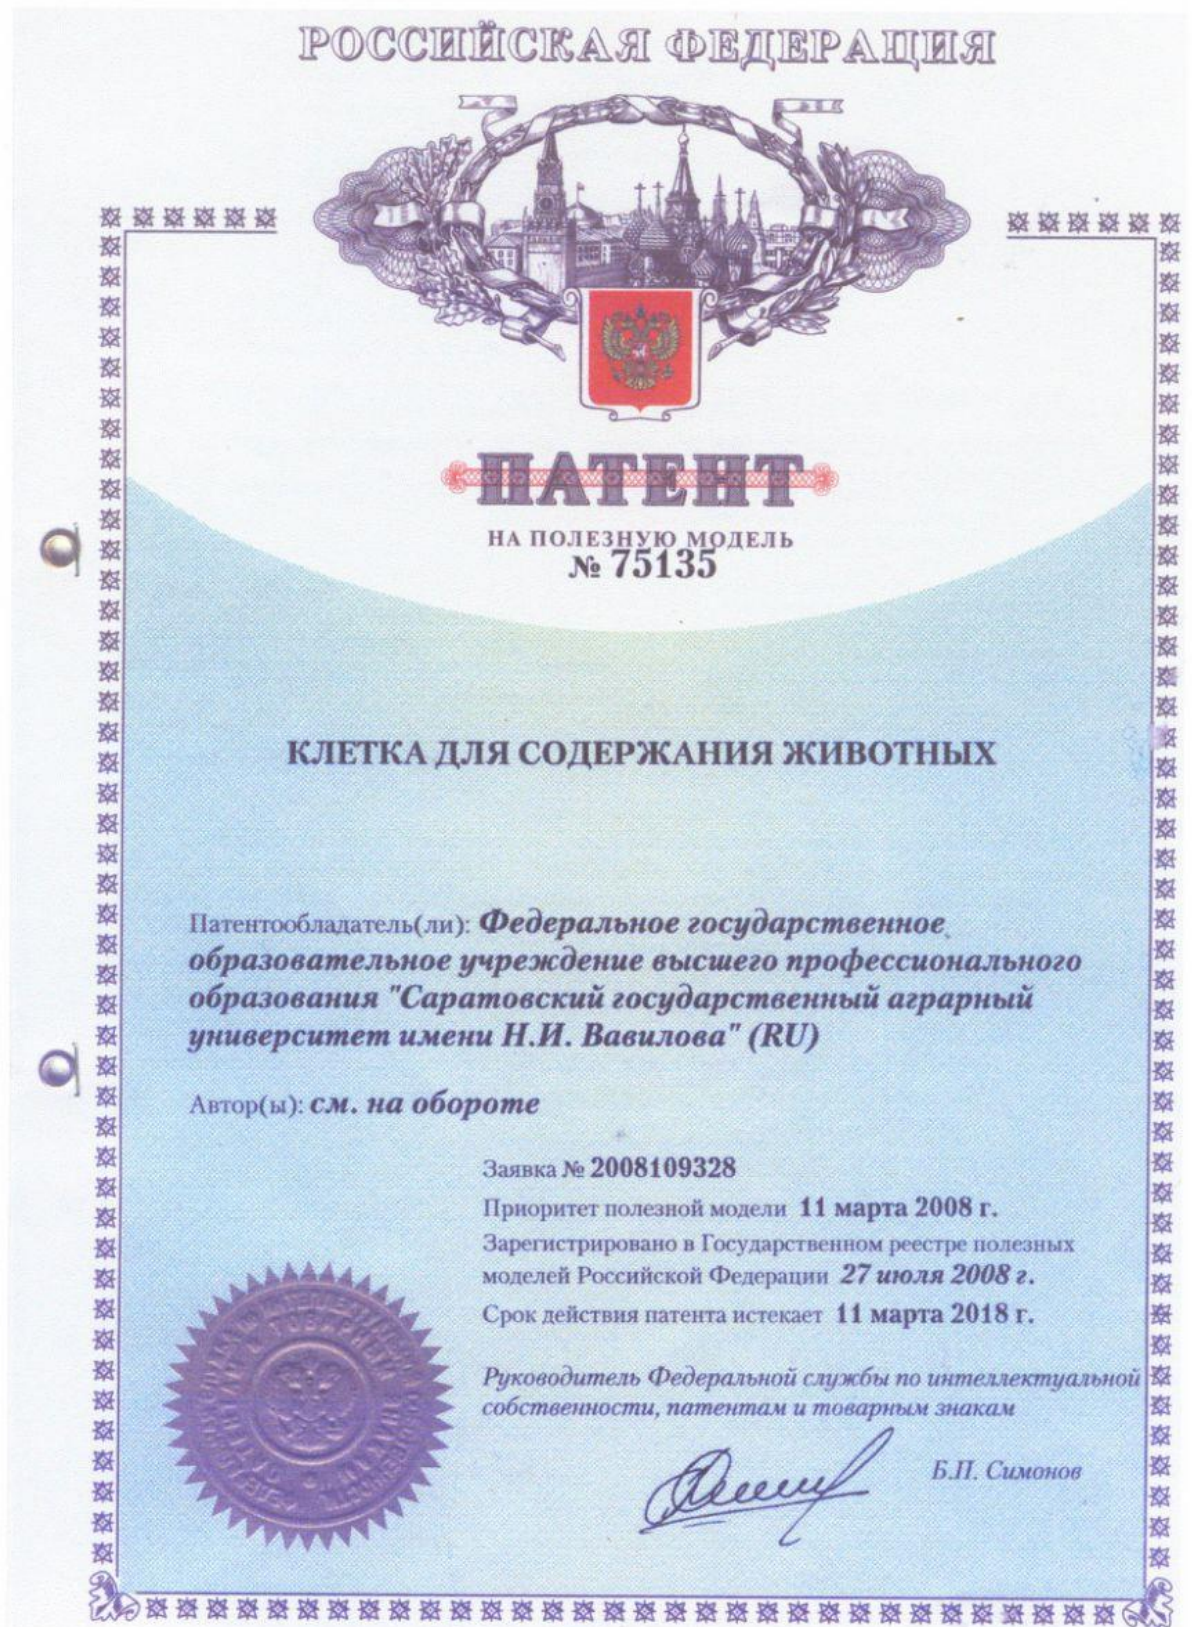 РОССИЙСКАЯ ФЕДЕРАЦИЯ
ПАТЕНТ
НА ПОЛЕЗНУЮ МОДЕЛЬ
№ 75135
КЛЕТКА ДЛЯ СОДЕРЖАНИЯ ЖИВОТНЫХ
Патентообладатель(ли): Федеральное государственное
образовательное учреждение высшего профессионального
образования "Саратовский государственный аграрный
университет имени Н.И. Вавилова" (RU)
Автор(ы): см. на обороте
Заявка № 2008109328
Приоритет полезной модели 11 марта 2008 г.
Зарегистрировано в Государственном реестре полезных
моделей Российской Федерации 27 июля 2008 г.
Срок действия патента истекает 11 марта 2018 г.
Руководитель Федеральной службы по интеллектуальной
собственности, патентам и товарным знакам
Б.П. Симонов